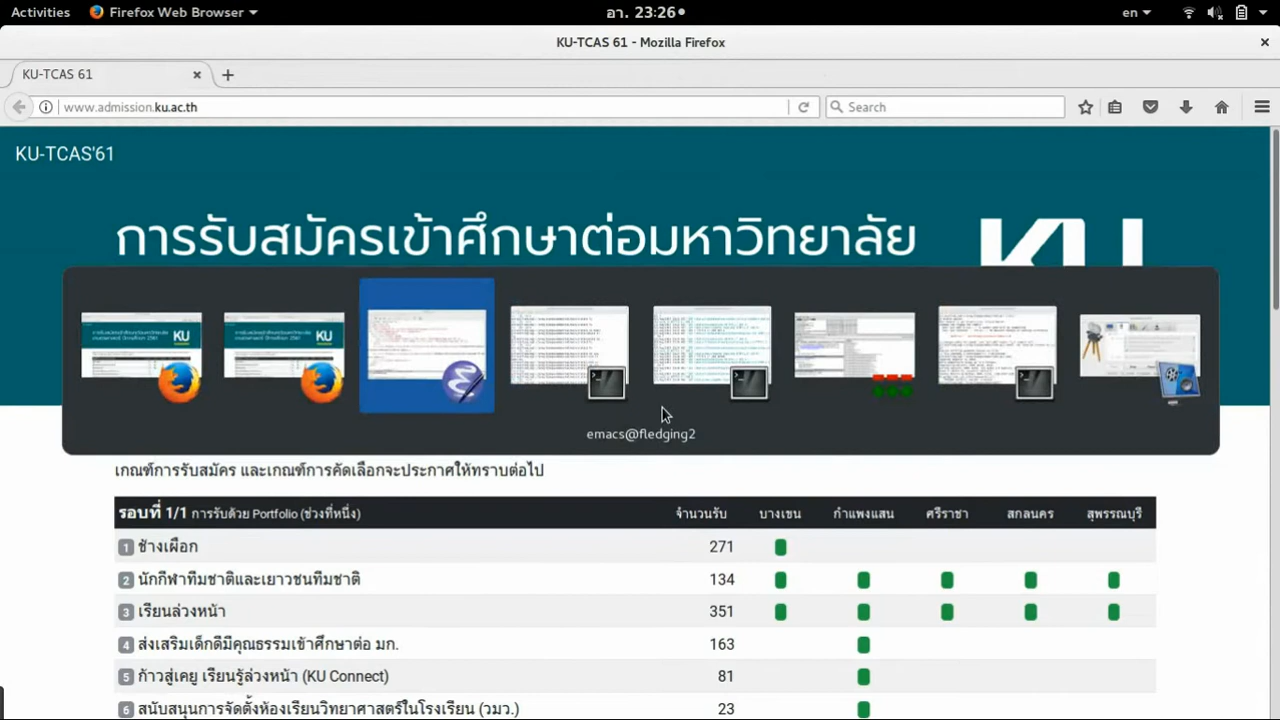 Activities Firefox Web Browser อา. 23:26 en
KU-TCAS 61 - Mozilla Firefox
KU-TCAS 61
www.admission.ku.ac.th Search
KU-TCAS'61
การรับสมัครเข้าศึกษาต่อมหาวิทยาลัย
KU
emacs@fledging2
เกณฑ์การรับสมัคร และเกณฑ์การคัดเลือกจะประกาศให้ทราบต่อไป
รอบที่ 1/1 การรับด้วย Portfolio (ช่วงที่หนึ่ง) จำนวนรับ บางเขน กำแพงแสน ศรีราชา สกลนคร สุพรรณบุรี
1 ช้างเผือก 271
2 นักกีฬาทีมชาติและเยาวชนทีมชาติ 134
3 เรียนล่วงหน้า 351
4 ส่งเสริมเด็กดีมีคุณธรรมเข้าศึกษาต่อ มก. 163
5 ก้าวสู่เคยู เรียนรู้ล่วงหน้า (KU Connect) 81
6 สนับสนุนการจัดตั้งห้องเรียนวิทยาศาสตร์ในโรงเรียน (วมว.) 23